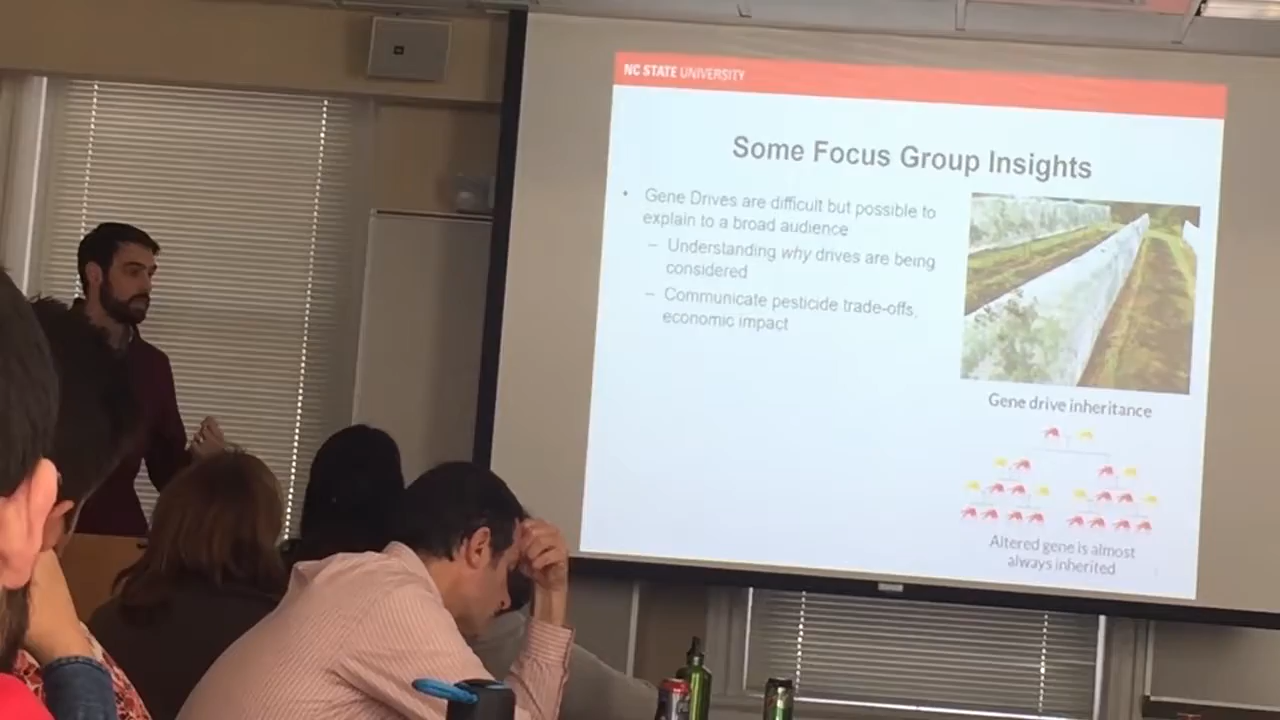 NC STATE UNIVERSITY
Some Focus Group Insights
• Gene Drives are difficult but possible to
explain to a broad audience
– Understanding why drives are being
considered
– Communicate pesticide trade-offs,
economic impact
Gene drive inheritance
Altered gene is almost
always inherited